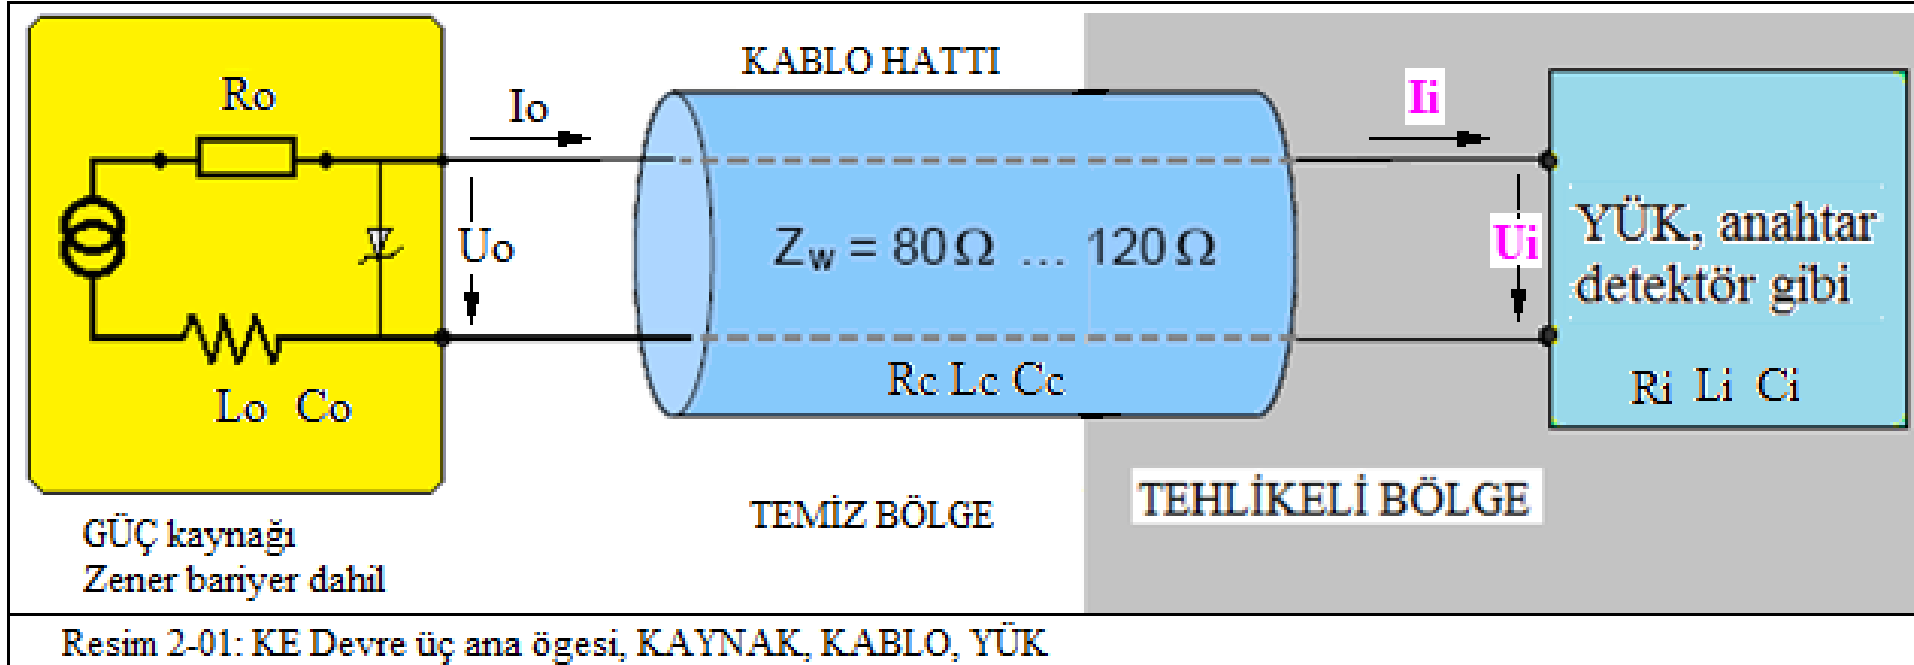 KABLO HATTI
Ro
Io
Ii
Uo
Zw = 80 Ω ... 120 Ω
Ui
YÜK, anahtar
detektör gibi
Lo Co
Rc Lc Cc
Ri Li Ci
TEMİZ BÖLGE
TEHLİKELİ BÖLGE
GÜÇ kaynağı
Zener bariyer dahil
Resim 2-01: KE Devre üç ana ögesi, KAYNAK, KABLO, YÜK